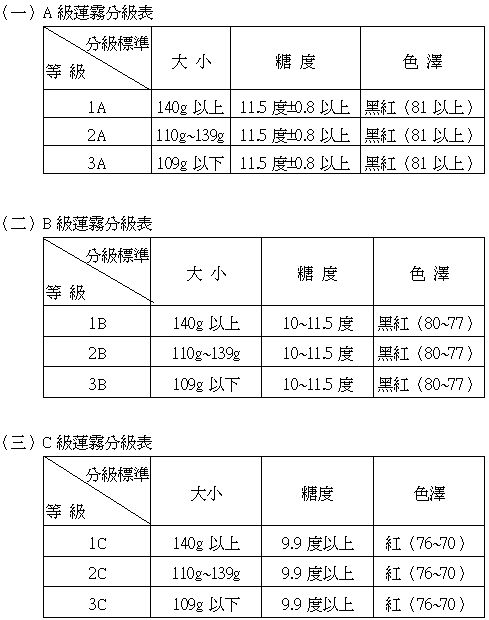 （一）A 級蓮霧分級表
分級標準 大 小 糖 度 色 澤
等 級
1A 140g 以上 11.5 度±0.8 以上 黑紅（81 以上）
2A 110g~139g 11.5 度±0.8 以上 黑紅（81 以上）
3A 109g 以下 11.5 度±0.8 以上 黑紅（81 以上）
（二）B 級蓮霧分級表
分級標準 大 小 糖 度 色 澤
等 級
1B 140g 以上 10~11.5 度 黑紅（80~77）
2B 110g~139g 10~11.5 度 黑紅（80~77）
3B 109g 以下 10~11.5 度 黑紅（80~77）
（三）C 級蓮霧分級表
分級標準 大小 糖度 色澤
等 級
1C 140g 以上 9.9 度以上 紅（76~70）
2C 110g~139g 9.9 度以上 紅（76~70）
3C 109g 以下 9.9 度以上 紅（76~70）